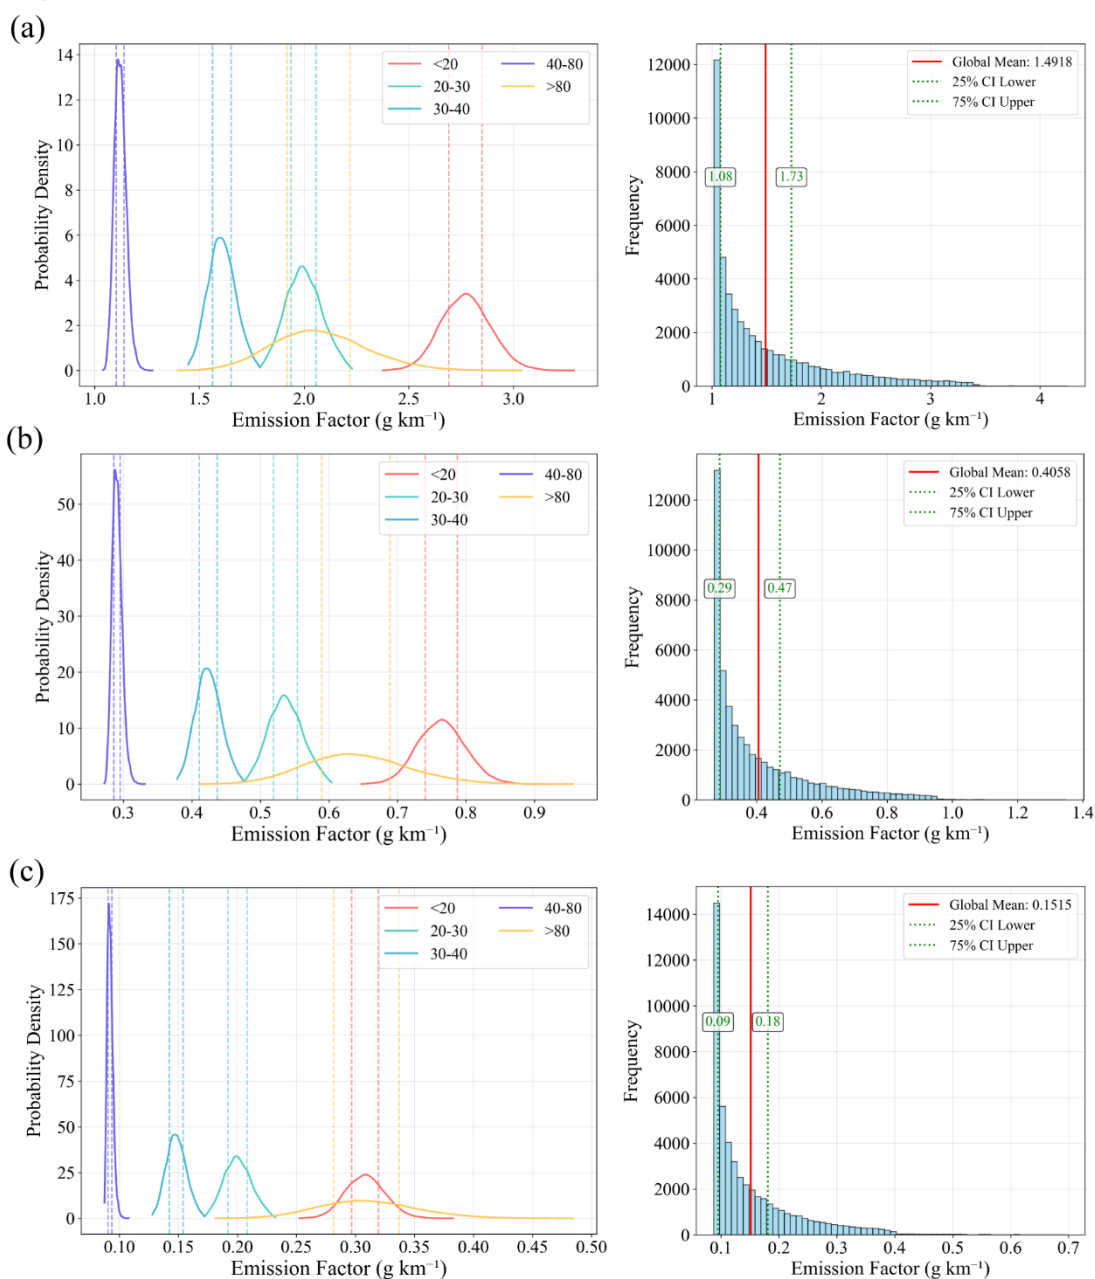 (a)
14
12
10
8
6
4
2
0
Probability Density
<20
20-30
30-40
40-80
>80
1.0 1.5 2.0 2.5 3.0
Emission Factor (g km⁻¹)
12000
10000
8000
6000
4000
2000
0
Frequency
Global Mean: 1.4918
25% CI Lower
75% CI Upper
1.08
1.73
1 2 3 4
Emission Factor (g km⁻¹)
(b)
50
40
30
20
10
0
Probability Density
<20
20-30
30-40
40-80
>80
0.3 0.4 0.5 0.6 0.7 0.8 0.9
Emission Factor (g km⁻¹)
12000
10000
8000
6000
4000
2000
0
Frequency
Global Mean: 0.4058
25% CI Lower
75% CI Upper
0.29
0.47
0.4 0.6 0.8 1.0 1.2 1.4
Emission Factor (g km⁻¹)
(c)
175
150
125
100
75
50
25
0
Probability Density
<20
20-30
30-40
40-80
>80
0.10 0.15 0.20 0.25 0.30 0.35 0.40 0.45 0.50
Emission Factor (g km⁻¹)
14000
12000
10000
8000
6000
4000
2000
0
Frequency
Global Mean: 0.1515
25% CI Lower
75% CI Upper
0.09
0.18
0.1 0.2 0.3 0.4 0.5 0.6 0.7
Emission Factor (g km⁻¹)